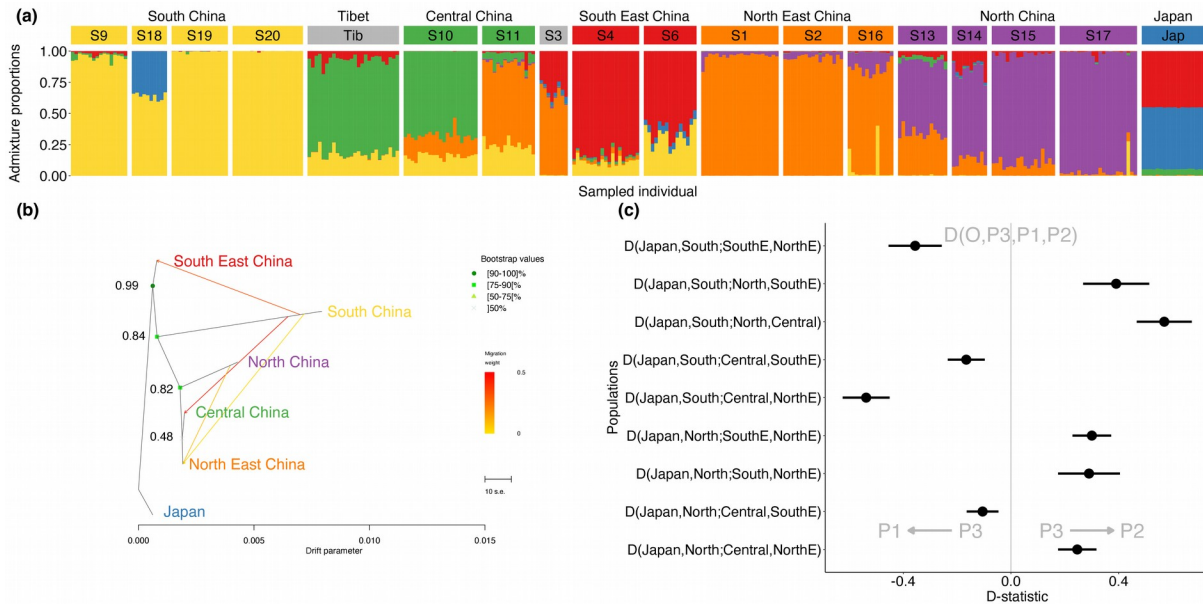 (a)
South China Tibet Central China South East China North East China North China Japan
S9 S18 S19 S20 Tib S10 S11 S3 S4 S6 S1 S2 S16 S13 S14 S15 S17 Jap
Admixture proportions
1.00
0.75
0.50
0.25
0.00
Sampled individual
(b)
South East China
0.99
South China
0.84
North China
0.82
Central China
0.48
North East China
Japan
Bootstrap values
[90-100]%
[75-90]%
[50-75]%
]50%
Migration
weight
0.5
0
10 s.e.
0.000 0.005 0.010 0.015
Drift parameter
(c)
D(O,P3,P1,P2)
Populations
D(Japan,South;SouthE,NorthE)
D(Japan,South;North,SouthE)
D(Japan,South;North,Central)
D(Japan,South;Central,SouthE)
D(Japan,South;Central,NorthE)
D(Japan,North;SouthE,NorthE)
D(Japan,North;South,NorthE)
D(Japan,North;Central,SouthE)
D(Japan,North;Central,NorthE)
P1 P3 P3 P2
-0.4 0.0 0.4
D-statistic